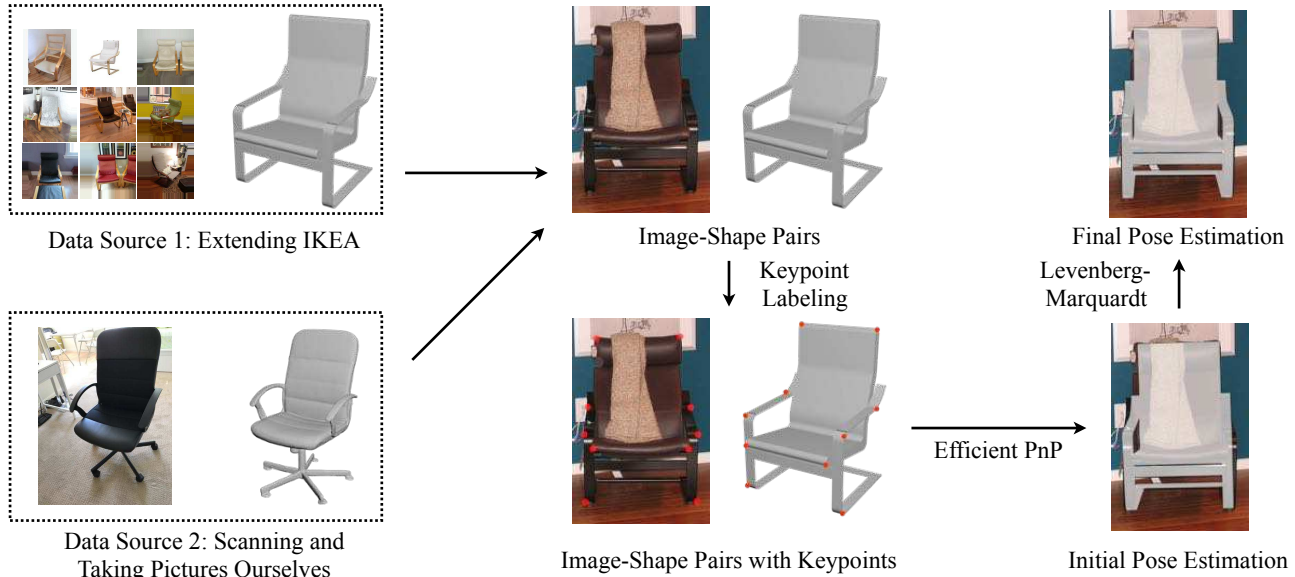 Data Source 1: Extending IKEA
Image-Shape Pairs
Final Pose Estimation
Keypoint
Labeling
Levenberg-
Marquardt
Efficient PnP
Data Source 2: Scanning and
Taking Pictures Ourselves
Image-Shape Pairs with Keypoints
Initial Pose Estimation